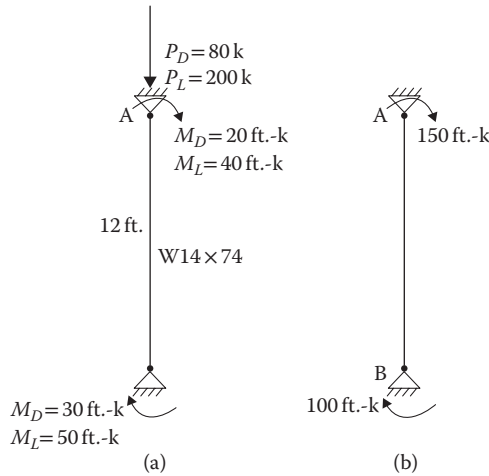 P_D = 80 k
P_L = 200 k
A
M_D = 20 ft.-k
M_L = 40 ft.-k
12 ft.
W14 × 74
M_D = 30 ft.-k
M_L = 50 ft.-k
(a)
A
150 ft.-k
B
100 ft.-k
(b)